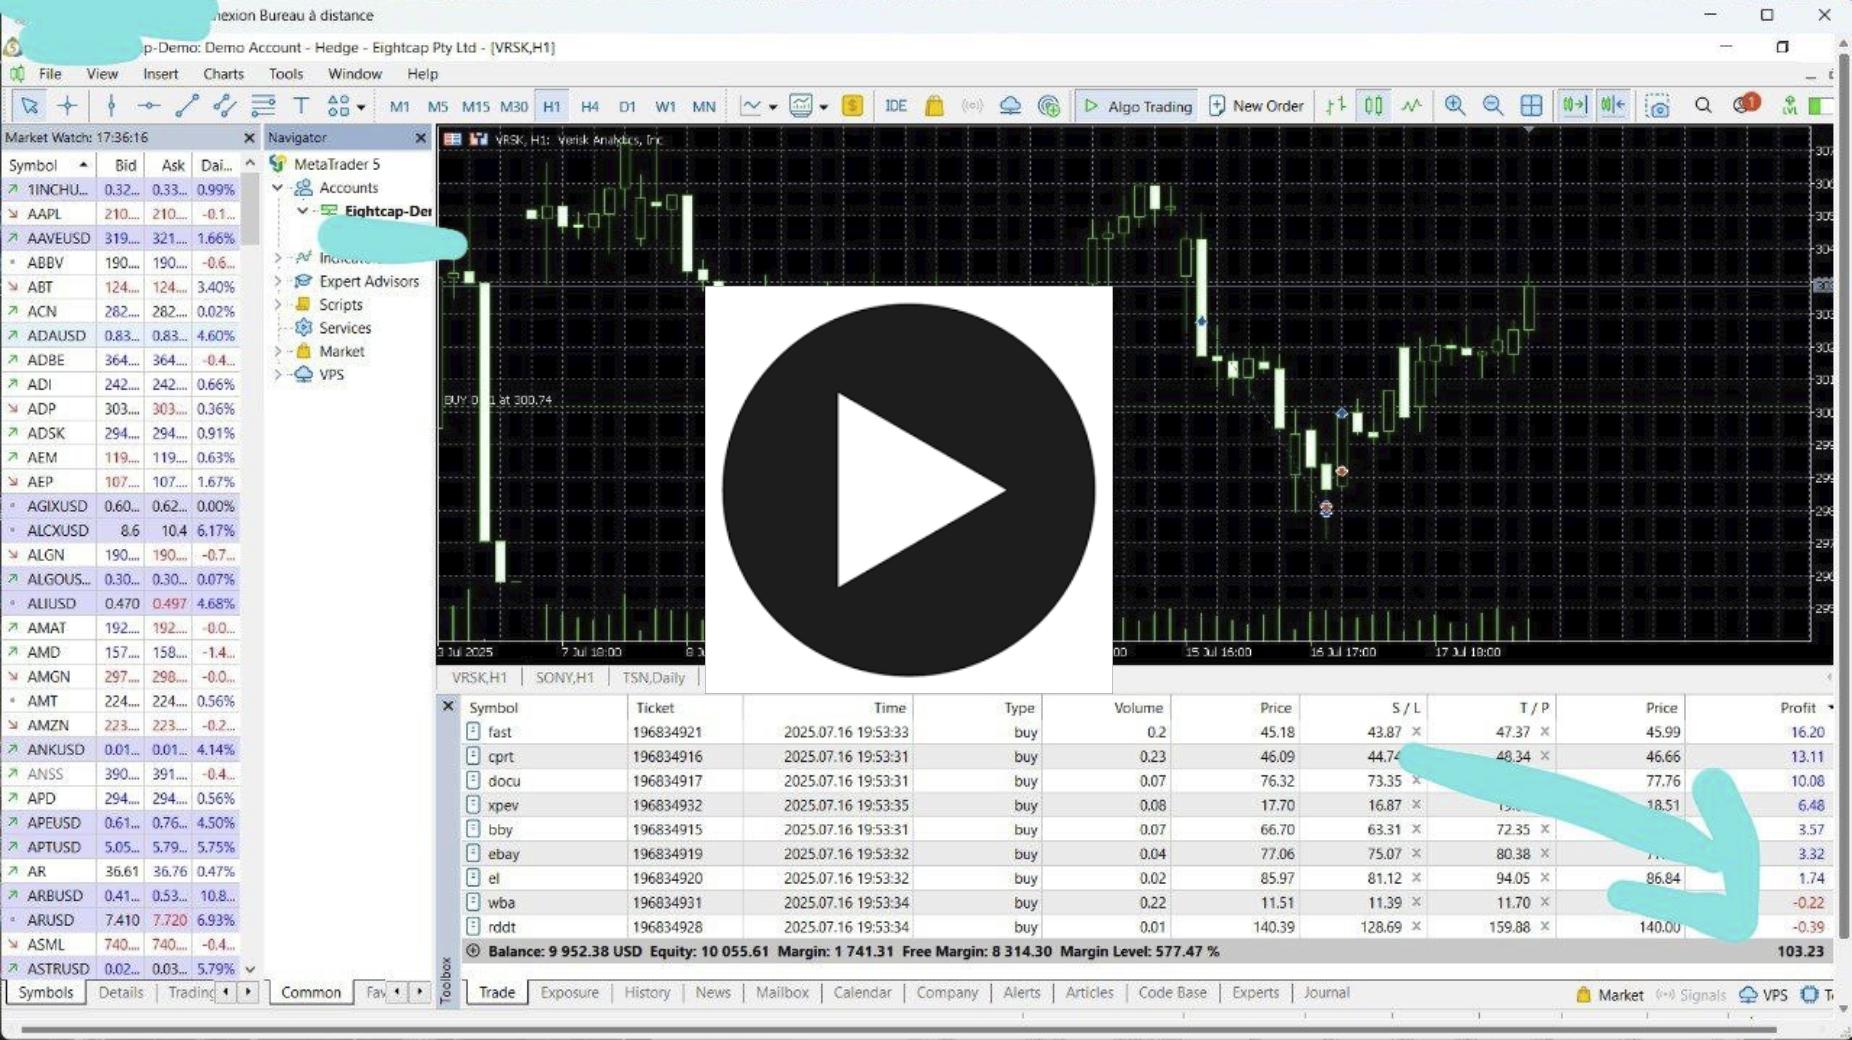 nexion Bureau à distance
p-Demo: Demo Account - Hedge - Eightcap Pty Ltd - [VRSK,H1]
File View Insert Charts Tools Window Help
M1 M5 M15 M30 H1 H4 D1 W1 MN IDE Algo Trading New Order
Market Watch: 17:36:16
Symbol Bid Ask Dai...
1INCHU... 0.32... 0.33... 0.99%
AAPL 210.... 210.... -0.1...
AAVEUSD 319.... 321.... 1.66%
ABBV 190.... 190.... -0.6...
ABT 124.... 124.... 3.40%
ACN 282.... 282.... 0.02%
ADAUSD 0.83... 0.83... 4.60%
ADBE 364.... 364.... -0.4...
ADI 242.... 242.... 0.66%
ADP 303.... 303.... 0.36%
ADSK 294.... 294.... 0.91%
AEM 119.... 119.... 0.63%
AEP 107.... 107.... 1.67%
AGIXUSD 0.60... 0.62... 0.00%
ALCXUSD 8.6 10.4 6.17%
ALGN 190.... 190.... -0.7...
ALGOUS... 0.30... 0.30... 0.07%
ALIUSD 0.470 0.497 4.68%
AMAT 192.... 192.... -0.0...
AMD 157.... 158.... -1.4...
AMGN 297.... 298.... -0.0...
AMT 224.... 224.... 0.56%
AMZN 223.... 223.... -0.2...
ANKUSD 0.01... 0.01... 4.14%
ANSS 390.... 391.... -0.4...
APD 294.... 294.... 0.56%
APEUSD 0.61... 0.76... 4.50%
APTUSD 5.05... 5.79... 5.75%
AR 36.61 36.76 0.47%
ARBUSD 0.41... 0.53... 10.8...
ARUSD 7.410 7.720 6.93%
ASML 740.... 740.... -0.4...
ASTRUSD 0.02... 0.03... 5.79%
Symbols Details Trading
Navigator
MetaTrader 5
Accounts
Eightcap-Der
Expert Advisors
Scripts
Services
Market
VPS
Common Fav
VRSK, H1: Verisk Analytics, Inc
at 300.74
3 Jul 2025 7 Jul 18:00 15 Jul 16:00 16 Jul 17:00 17 Jul 18:00
VRSK,H1 SONY,H1 TSN,Daily
Symbol Ticket Time Type Volume Price S / L T / P Price Profit
fast 196834921 2025.07.16 19:53:33 buy 0.2 45.18 43.87 47.37 45.99 16.20
cprt 196834916 2025.07.16 19:53:31 buy 0.23 46.09 44.74 48.34 46.66 13.11
docu 196834917 2025.07.16 19:53:31 buy 0.07 76.32 73.35 77.76 10.08
xpev 196834932 2025.07.16 19:53:35 buy 0.08 17.70 16.87 18.51 6.48
bby 196834915 2025.07.16 19:53:31 buy 0.07 66.70 63.31 72.35 3.57
ebay 196834919 2025.07.16 19:53:32 buy 0.04 77.06 75.07 80.38 3.32
el 196834920 2025.07.16 19:53:32 buy 0.02 85.97 81.12 94.05 86.84 1.74
wba 196834931 2025.07.16 19:53:34 buy 0.22 11.51 11.39 11.70 -0.22
rddt 196834928 2025.07.16 19:53:34 buy 0.01 140.39 128.69 159.88 140.00 -0.39
Balance: 9 952.38 USD Equity: 10 055.61 Margin: 1 741.31 Free Margin: 8 314.30 Margin Level: 577.47 % 103.23
Toolbox
Trade Exposure History News Mailbox Calendar Company Alerts Articles Code Base Experts Journal
Market Signals VPS